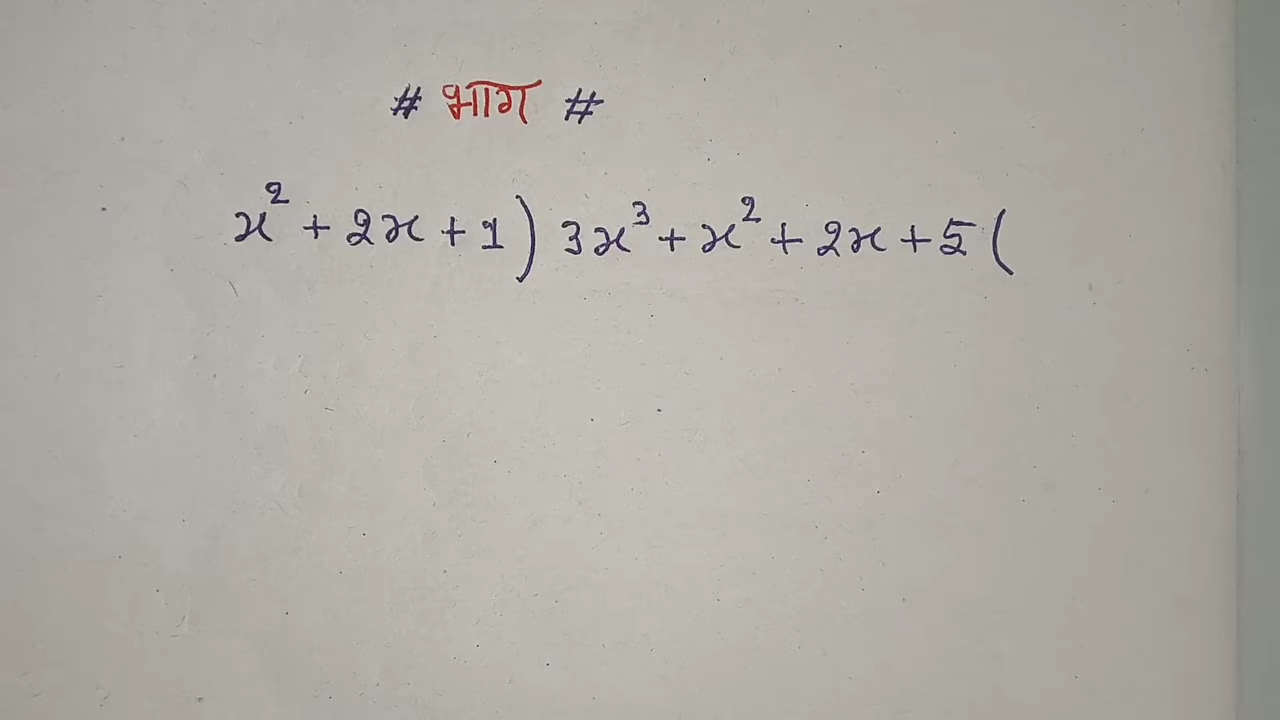 # भाग #
x² + 2x + 1 ) 3x³ + x² + 2x + 5 (